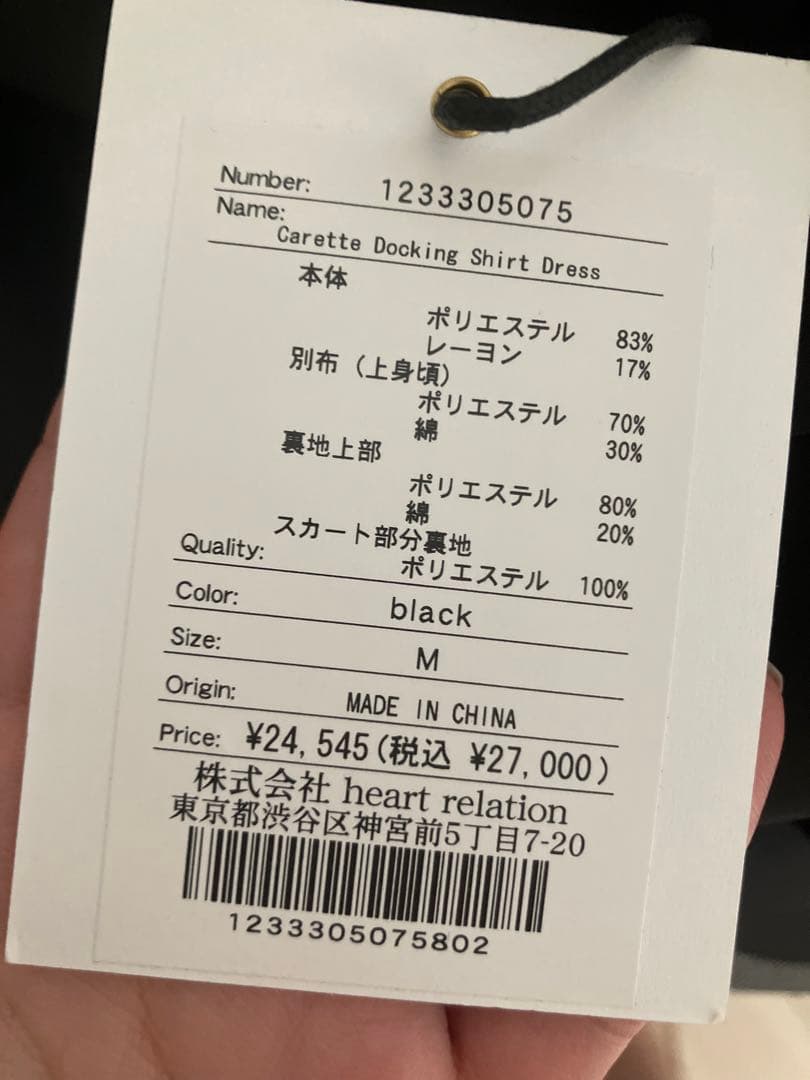 Number: 1233305075
Name:
Carette Docking Shirt Dress
本体
ポリエステル 83%
レーヨン 17%
別布（上身頃）
ポリエステル 70%
綿 30%
裏地上部
ポリエステル 80%
綿 20%
スカート部分裏地
Quality: ポリエステル 100%
Color: black
Size: M
Origin: MADE IN CHINA
Price: ¥24,545(税込 ¥27,000)
株式会社 heart relation
東京都渋谷区神宮前5丁目7-20
1233305075802